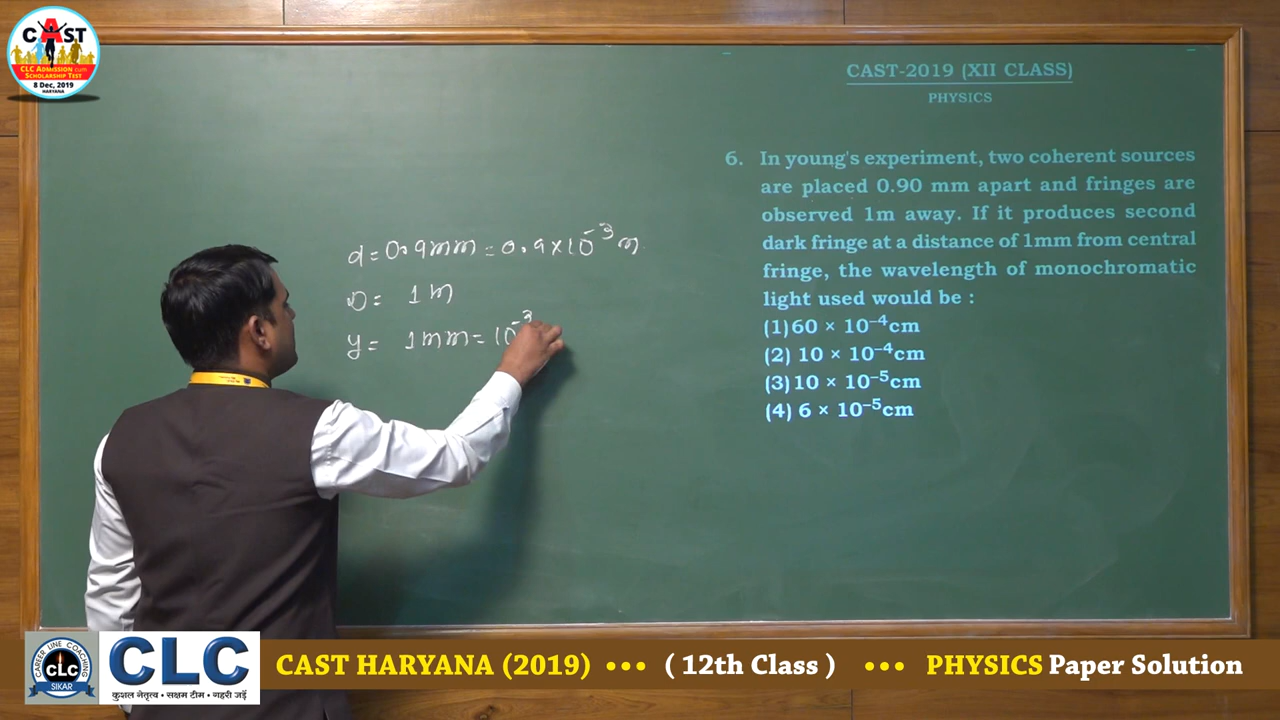 CAST
CLC ADMISSION cum
SCHOLARSHIP TEST
8 Dec, 2019
HARYANA
CAST-2019 (XII CLASS)
PHYSICS
6. In young's experiment, two coherent sources
are placed 0.90 mm apart and fringes are
observed 1m away. If it produces second
dark fringe at a distance of 1mm from central
fringe, the wavelength of monochromatic
light used would be :
(1) 60 × 10⁻⁴cm
(2) 10 × 10⁻⁴cm
(3) 10 × 10⁻⁵cm
(4) 6 × 10⁻⁵cm
d = 0.9mm = 0.9×10⁻³m
D = 1m
y = 1mm = 10⁻³
CAREER LINE COACHING
CLC
SIKAR
CLC
कुशल नेतृत्व • सक्षम टीम • गहरी जड़ें
CAST HARYANA (2019) ••• ( 12th Class ) ••• PHYSICS Paper Solution